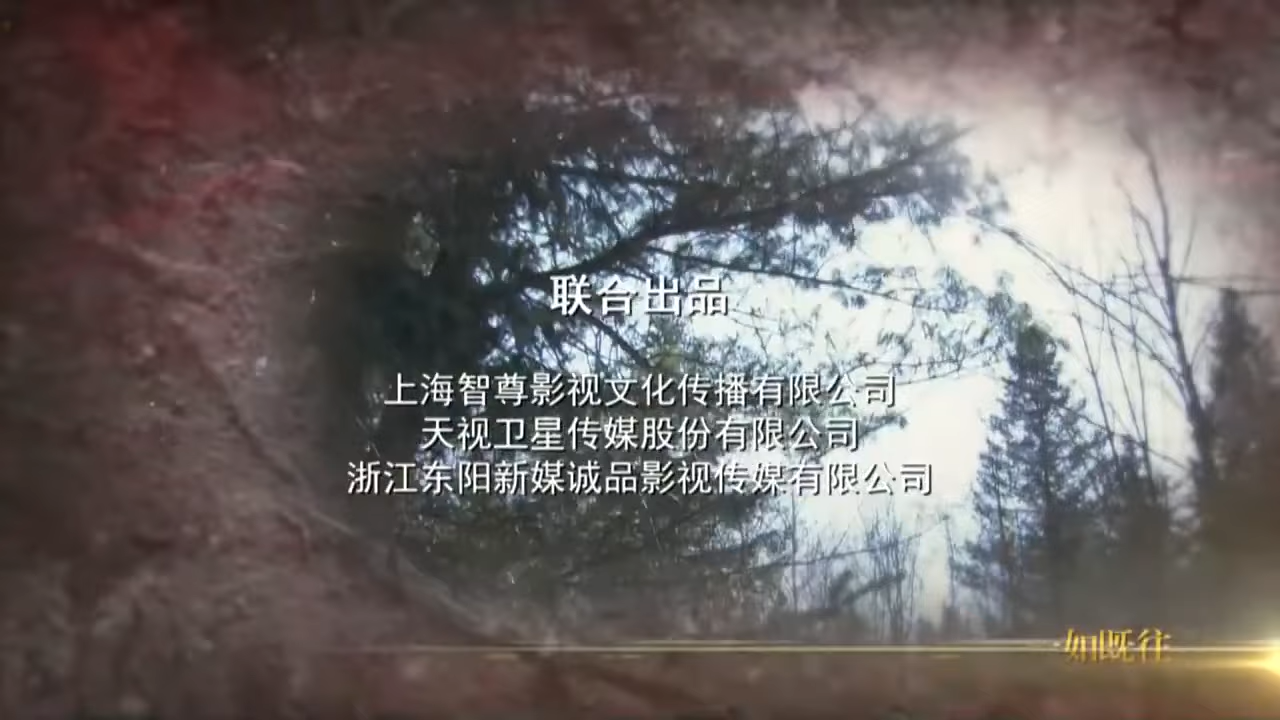 联合出品
上海智尊影视文化传播有限公司
天视卫星传媒股份有限公司
浙江东阳新媒诚品影视传媒有限公司
如既往